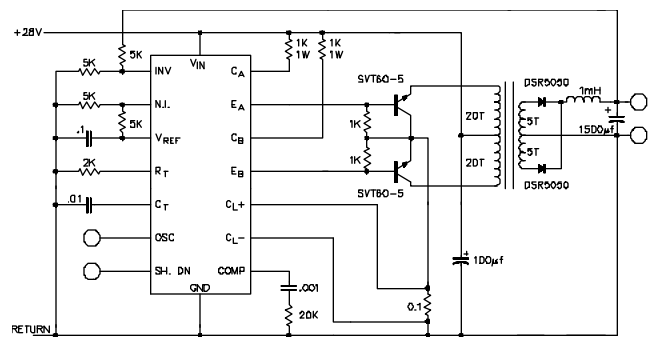 +28V
5K
5K
INV
VIN
CA
1K
1W
1K
1W
5K
N.I.
EA
SVT60-5
DSR5050
1mH
5K
1K
20T
5T
1500µf
.1
VREF
CB
1K
20T
5T
2K
RT
EB
SVT60-5
DSR5050
.01
CT
CL+
OSC
CL-
100µf
SH. DN
COMP
GND
.001
0.1
20K
RETURN
+
+